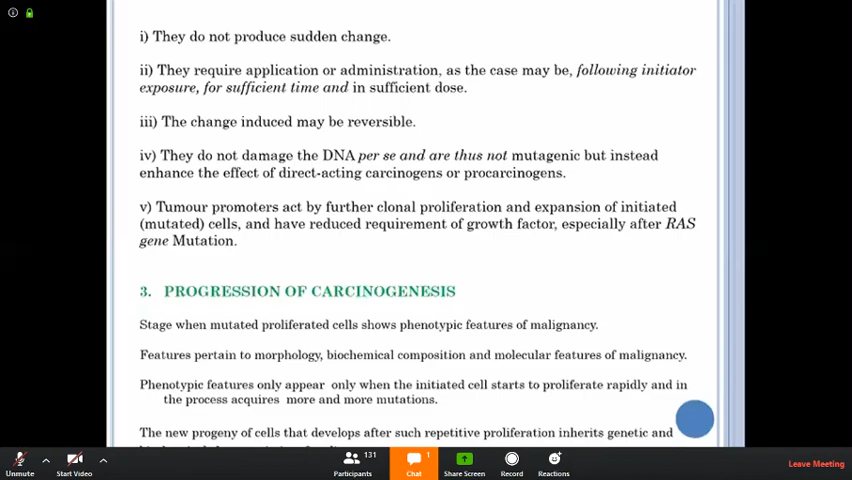 i) They do not produce sudden change.
ii) They require application or administration, as the case may be, following initiator
exposure, for sufficient time and in sufficient dose.
iii) The change induced may be reversible.
iv) They do not damage the DNA per se and are thus not mutagenic but instead
enhance the effect of direct-acting carcinogens or procarcinogens.
v) Tumour promoters act by further clonal proliferation and expansion of initiated
(mutated) cells, and have reduced requirement of growth factor, especially after RAS
gene Mutation.
3. PROGRESSION OF CARCINOGENESIS
Stage when mutated proliferated cells shows phenotypic features of malignancy.
Features pertain to morphology, biochemical composition and molecular features of malignancy.
Phenotypic features only appear only when the initiated cell starts to proliferate rapidly and in
the process acquires more and more mutations.
The new progeny of cells that develops after such repetitive proliferation inherits genetic and
Unmute
Start Video
131
Participants
1
Chat
Share Screen
Record
Reactions
Leave Meeting